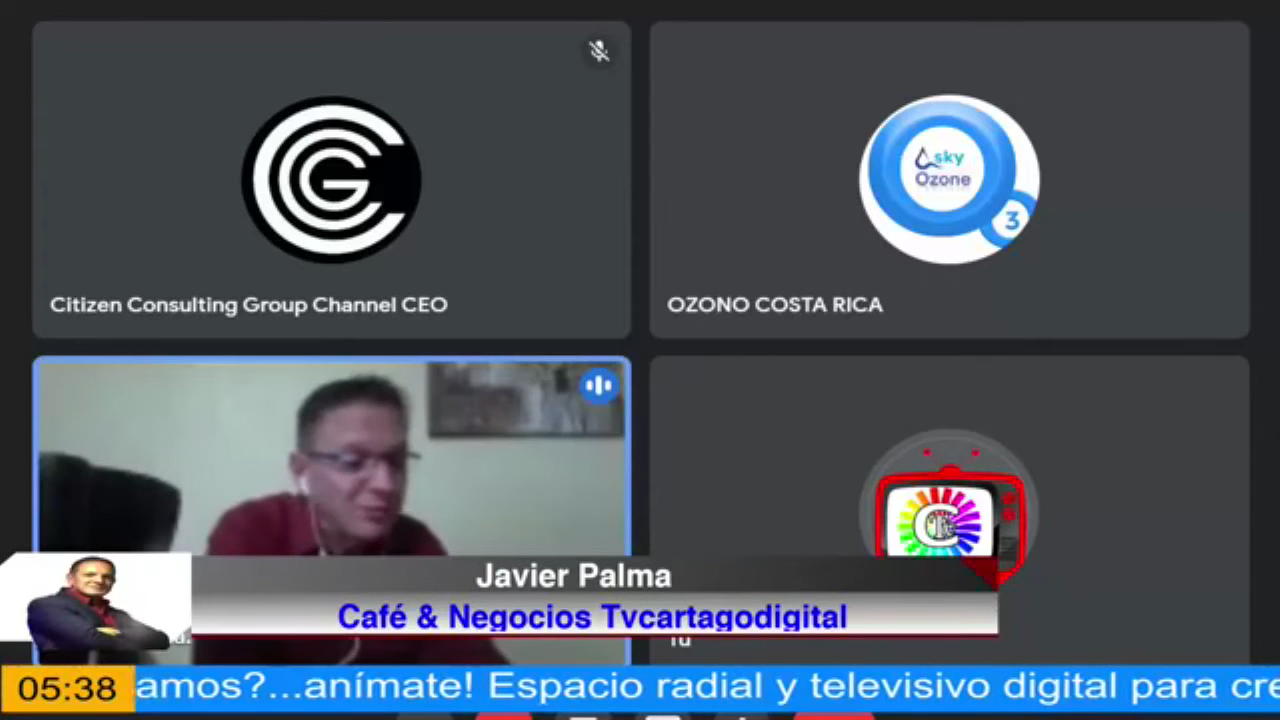 sky
Ozone
3
Citizen Consulting Group Channel CEO
OZONO COSTA RICA
Javier Palma
Café & Negocios Tvcartagodigital
05:38
amos?...anímate! Espacio radial y televisivo digital para cre